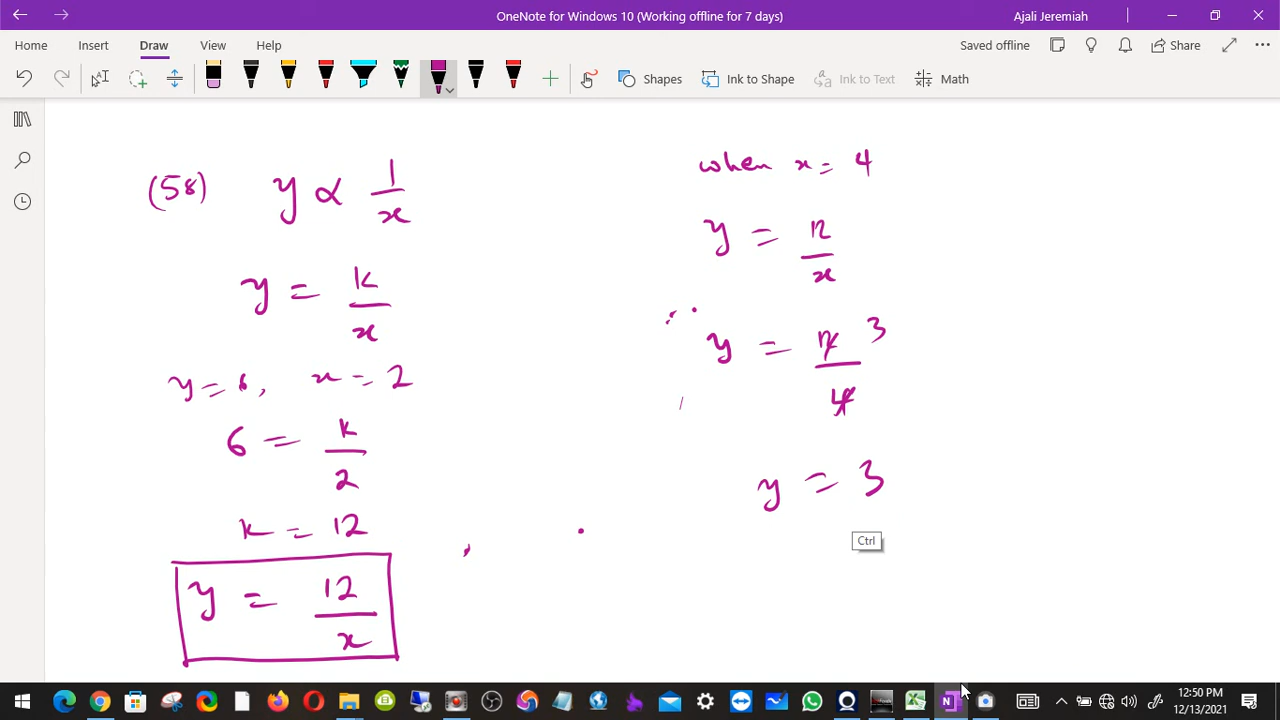 OneNote for Windows 10 (Working offline for 7 days)
Ajali Jeremiah
Home Insert Draw View Help
Saved offline
Share
Shapes
Ink to Shape
Ink to Text
Math
(58) y ∝ 1/x
y = k/x
y = 6, x = 2
6 = k/2
k = 12
y = 12/x
when x = 4
y = 12/x
∴ y = 12/4 3
y = 3
Ctrl
12:50 PM
12/13/2021